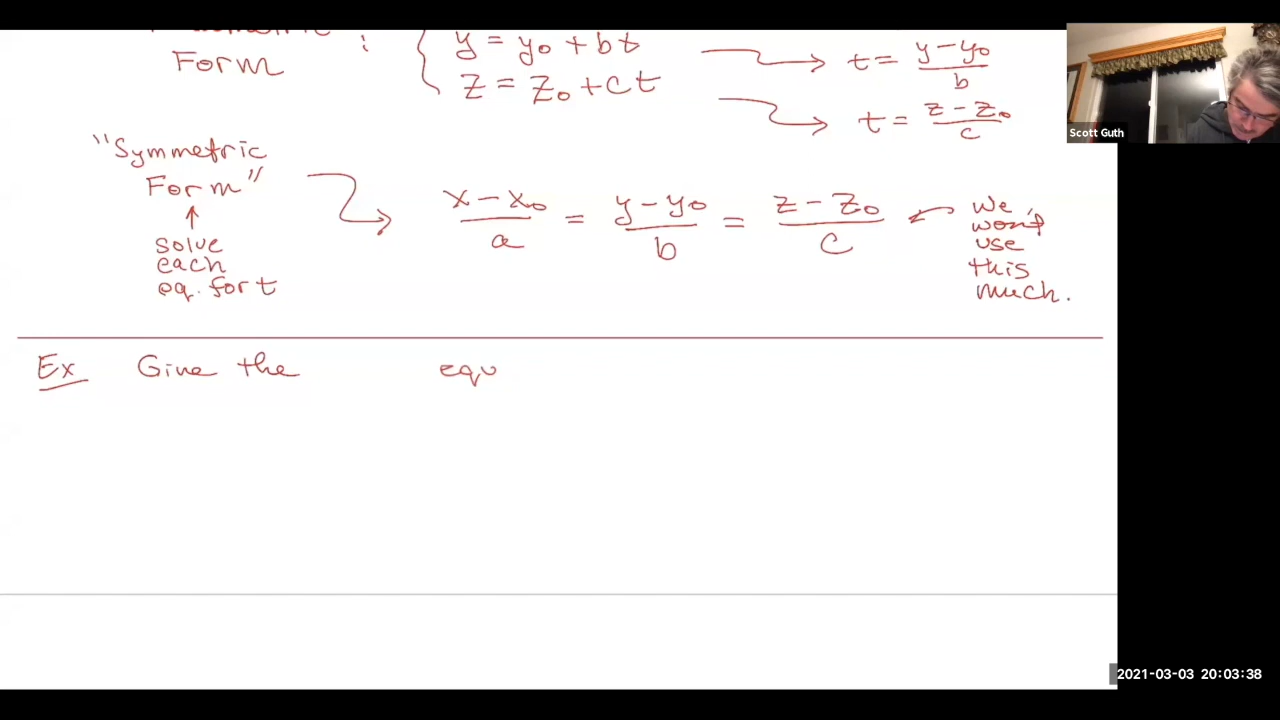 Form : y = y₀ + bt t = (y − y₀)/b
z = z₀ + ct t = (z − z₀)/c
Scott Guth
"Symmetric
Form"
(x − x₀)/a = (y − y₀)/b = (z − z₀)/c
solve
each
eq. for t
We
won't
use
this
much.
Ex Give the equ
2021-03-03 20:03:38